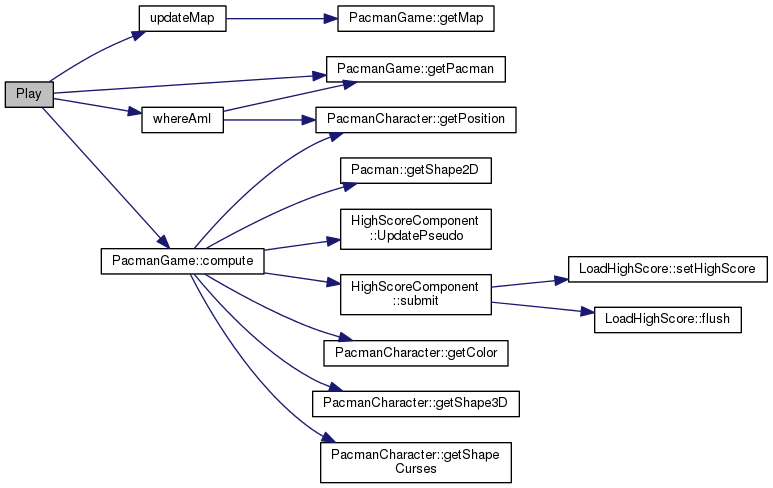 updateMap
PacmanGame::getMap
PacmanGame::getPacman
Play
whereAmI
PacmanCharacter::getPosition
Pacman::getShape2D
HighScoreComponent
::UpdatePseudo
PacmanGame::compute
HighScoreComponent
::submit
LoadHighScore::setHighScore
LoadHighScore::flush
PacmanCharacter::getColor
PacmanCharacter::getShape3D
PacmanCharacter::getShape
Curses